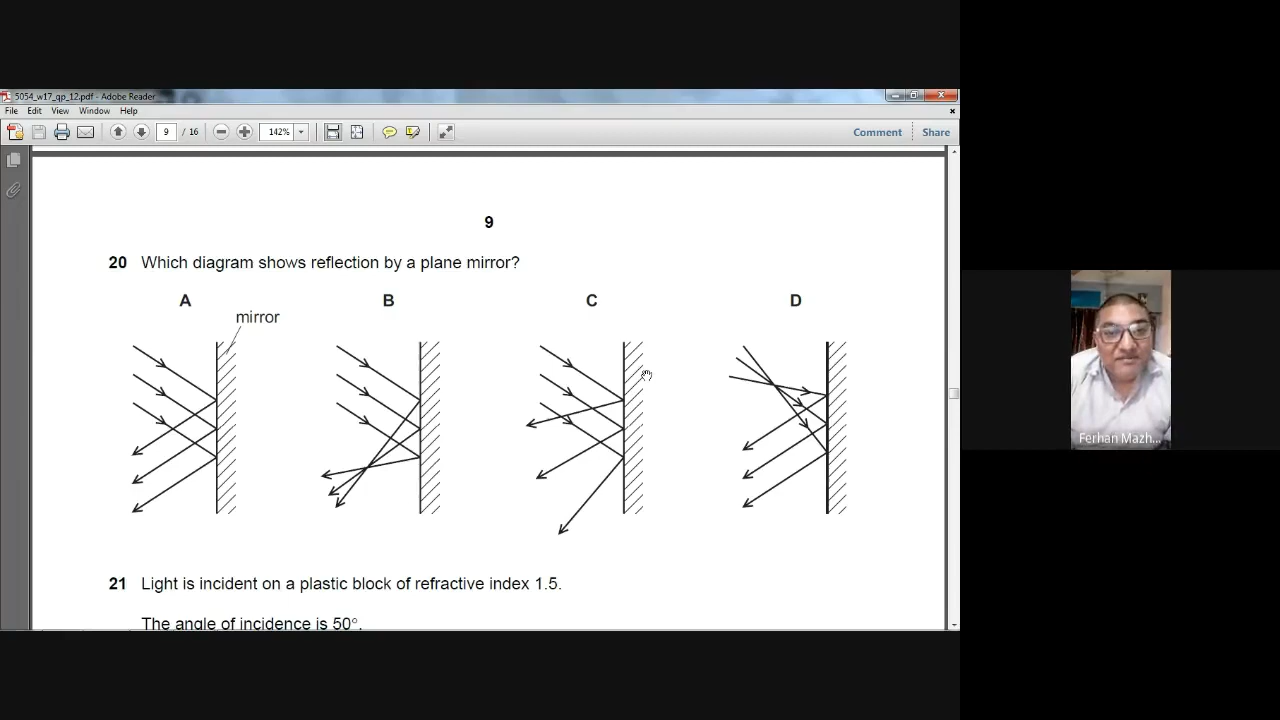 5054_w17_qp_12.pdf - Adobe Reader
File Edit View Window Help
9 / 16 142% Comment Share
9
20 Which diagram shows reflection by a plane mirror?
A B C D
mirror
21 Light is incident on a plastic block of refractive index 1.5.
The angle of incidence is 50°.
Ferhan Mazh...